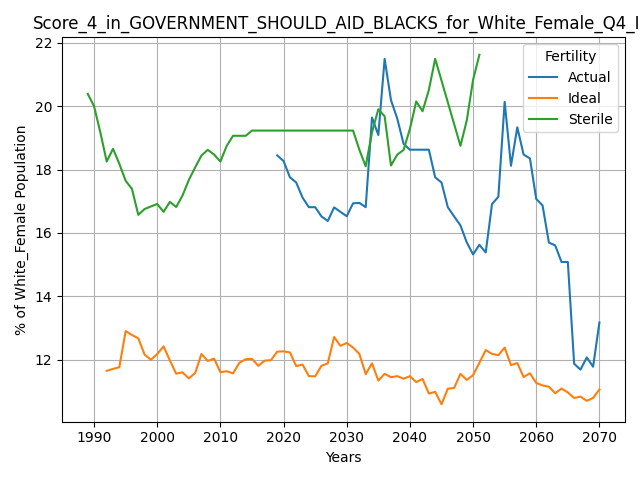 Score_4_in_GOVERNMENT_SHOULD_AID_BLACKS_for_White_Female_Q4_I
Fertility
Actual
Ideal
Sterile
% of White_Female Population
22
20
18
16
14
12
1990 2000 2010 2020 2030 2040 2050 2060 2070
Years